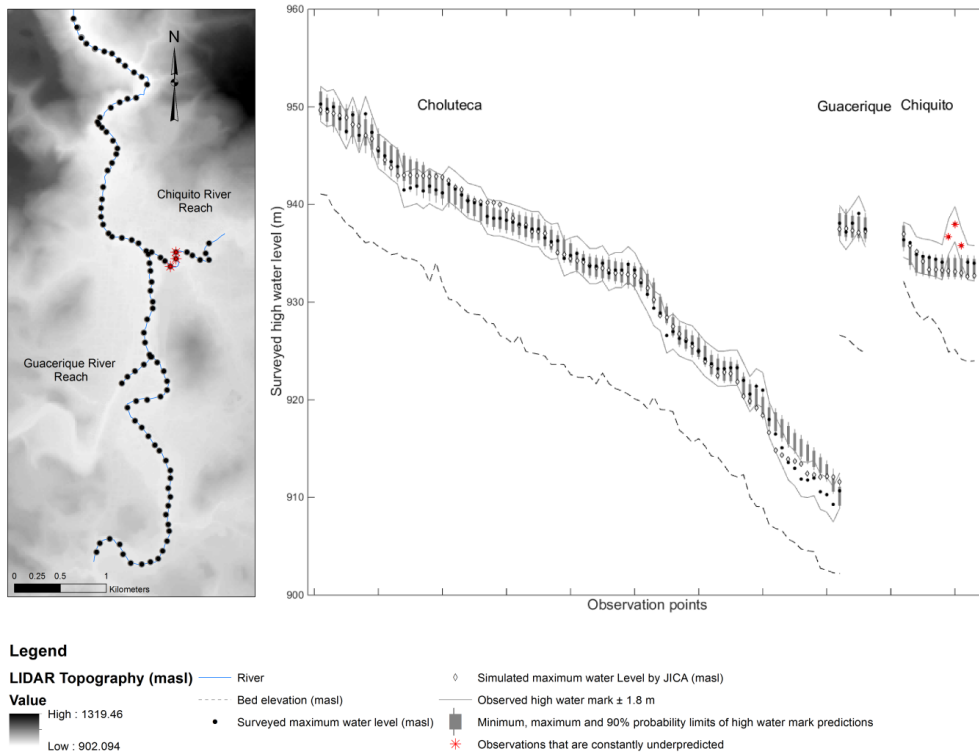 N
Chiquito River
Reach
Guacerique River
Reach
0 0.25 0.5 1
Kilometers
Surveyed high water level (m)
960
950
940
930
920
910
900
Choluteca
Guacerique
Chiquito
Observation points
Legend
LIDAR Topography (masl)
Value
High : 1319.46
Low : 902.094
River
Bed elevation (masl)
Surveyed maximum water level (masl)
Simulated maximum water Level by JICA (masl)
Observed high water mark ± 1.8 m
Minimum, maximum and 90% probability limits of high water mark predictions
Observations that are constantly underpredicted